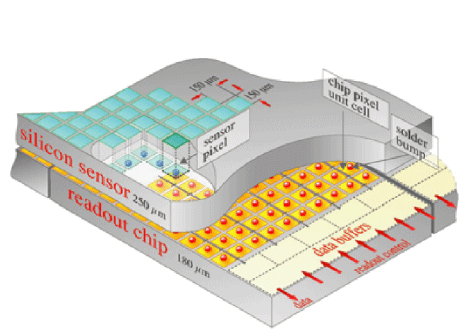 150 µm
150 µm
chip pixel
unit cell
sensor
pixel
solder
bump
silicon sensor
250 µm
readout chip
180 µm
data buffers
readout control
data